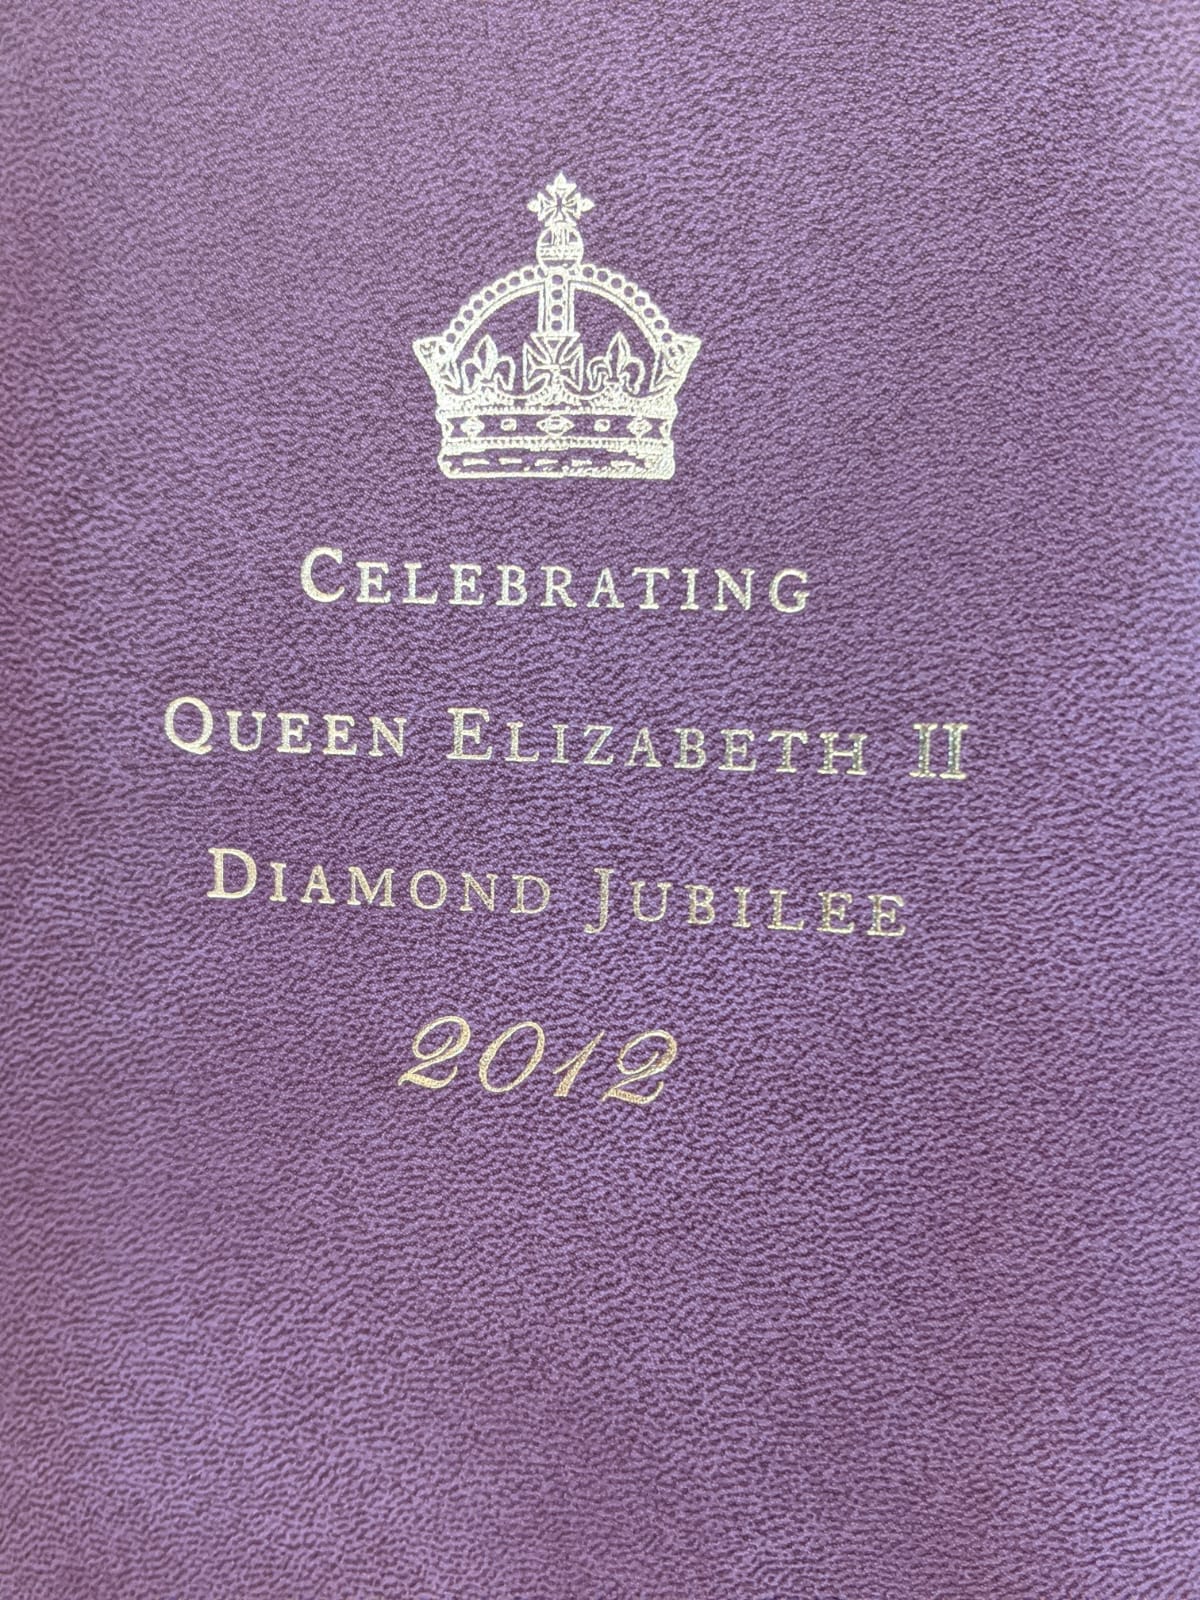 Celebrating
Queen Elizabeth II
Diamond Jubilee
2012